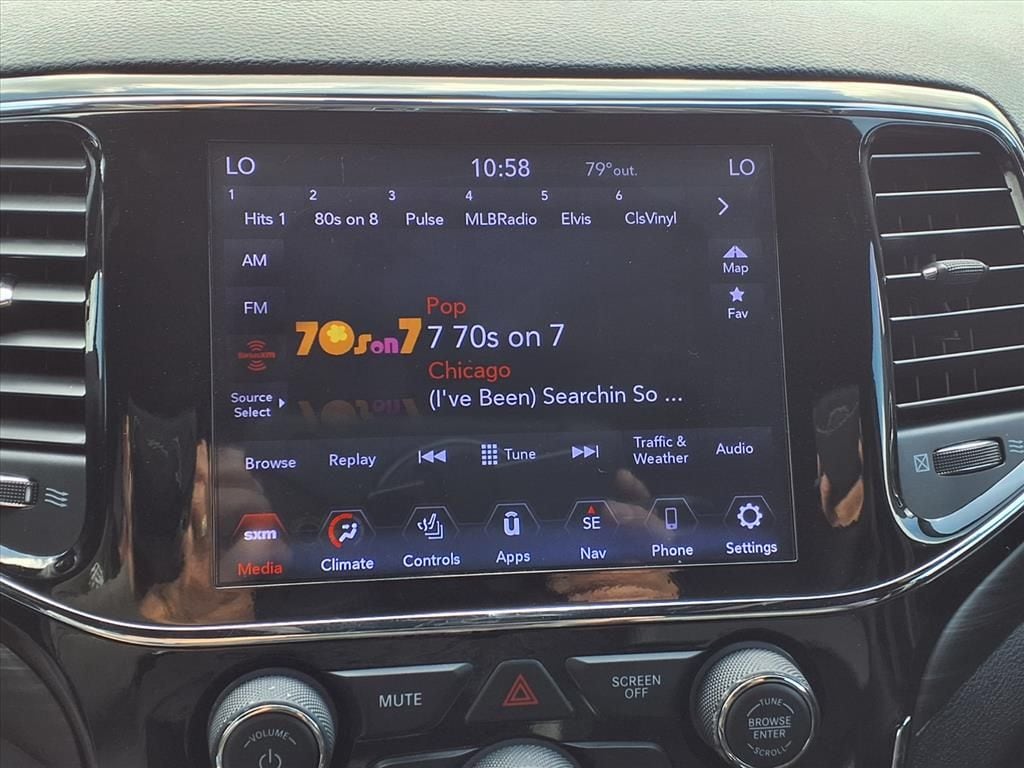 LO 10:58 79°out. LO
1 2 3 4 5 6
Hits 1 80s on 8 Pulse MLBRadio Elvis ClsVinyl
AM
Map
FM
Fav
Pop
70s on 7 7 70s on 7
SiriusXM
Chicago
(I've Been) Searchin So ...
Source
Select
Browse Replay Tune Traffic &
Weather Audio
sxm SE
Media Climate Controls Apps Nav Phone Settings
MUTE
SCREEN
OFF
VOLUME
TUNE
BROWSE
ENTER
SCROLL